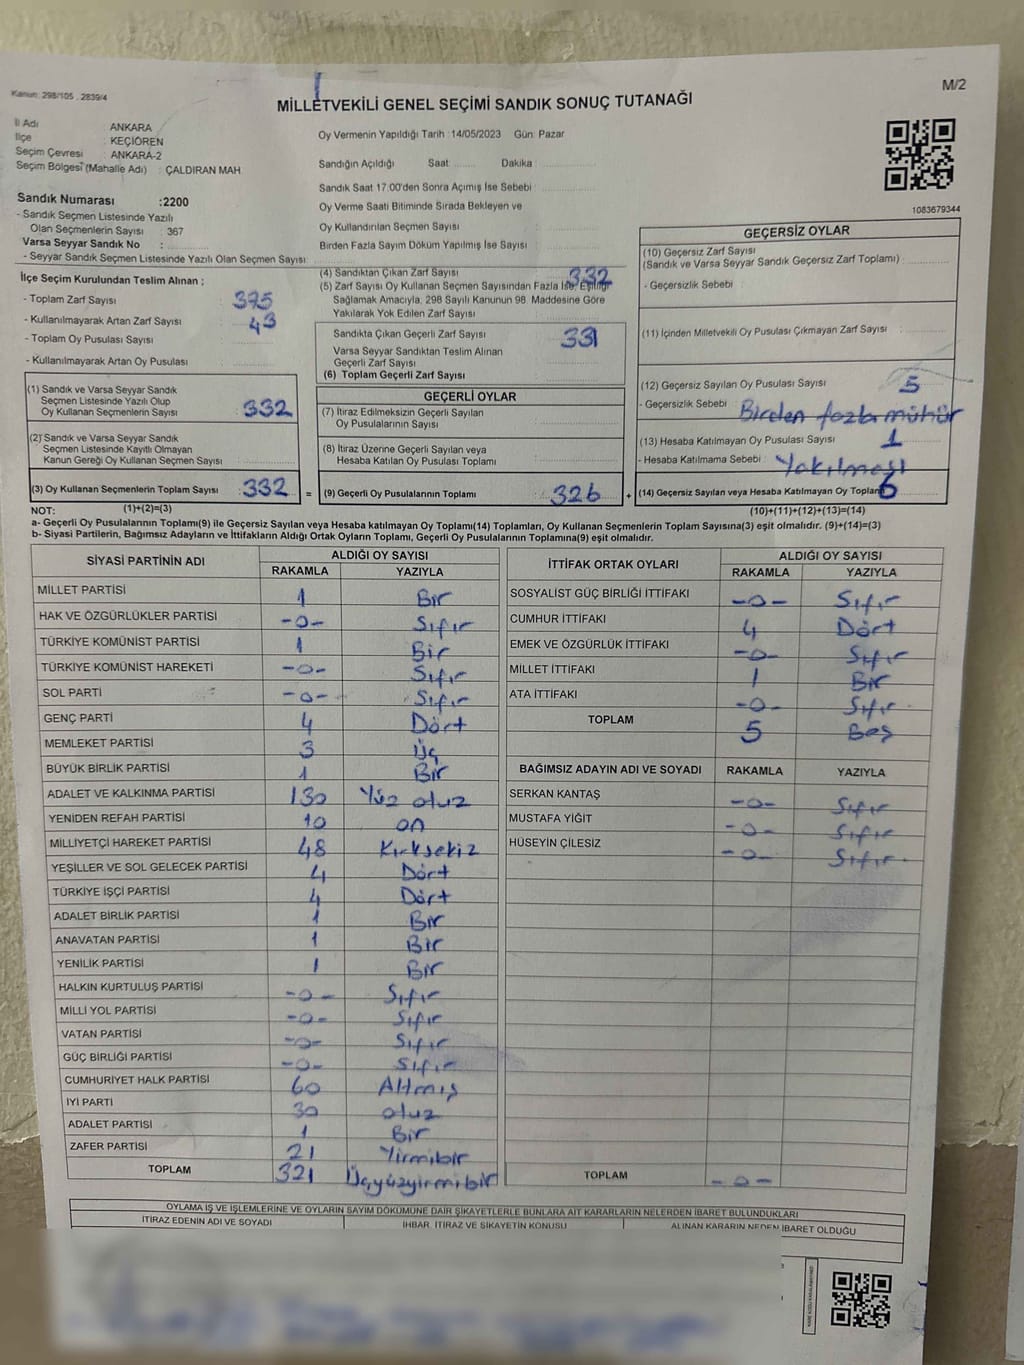 Kanun: 298/105 . 2839/4
M/2
MİLLETVEKİLİ GENEL SEÇİMİ SANDIK SONUÇ TUTANAĞI
İl Adı : ANKARA
İlçe : KEÇİÖREN
Seçim Çevresi : ANKARA-2
Seçim Bölgesi (Mahalle Adı) : ÇALDIRAN MAH
Sandık Numarası :2200
- Sandık Seçmen Listesinde Yazılı
Olan Seçmenlerin Sayısı : 367
Varsa Seyyar Sandık No :
- Seyyar Sandık Seçmen Listesinde Yazılı Olan Seçmen Sayısı :
Oy Vermenin Yapıldığı Tarih : 14/05/2023 Gün: Pazar
Sandığın Açıldığı Saat Dakika :
Sandık Saat 17:00'den Sonra Açımış İse Sebebi
Oy Verme Saati Bitiminde Sırada Bekleyen ve
Oy Kullandırılan Seçmen Sayısı
Birden Fazla Sayım Döküm Yapılmış İse Sayısı
1083679344
İlçe Seçim Kurulundan Teslim Alınan ;
- Toplam Zarf Sayısı : 375
- Kullanılmayarak Artan Zarf Sayısı : 43
- Toplam Oy Pusulası Sayısı :
- Kullanılmayarak Artan Oy Pusulası :
(1) Sandık ve Varsa Seyyar Sandık
Seçmen Listesinde Yazılı Olup
Oy Kullanan Seçmenlerin Sayısı : 332
(2) Sandık ve Varsa Seyyar Sandık
Seçmen Listesinde Kayıtlı Olmayan
Kanun Gereği Oy Kullanan Seçmen Sayısı :
(3) Oy Kullanan Seçmenlerin Toplam Sayısı : 332
(1)+(2)=(3)
(4) Sandıktan Çıkan Zarf Sayısı : 332
(5) Zarf Sayısı Oy Kullanan Seçmen Sayısından Fazla İse, Eşitliği
Sağlamak Amacıyla, 298 Sayılı Kanunun 98. Maddesine Göre
Yakılarak Yok Edilen Zarf Sayısı
Sandıkta Çıkan Geçerli Zarf Sayısı : 331
Varsa Seyyar Sandıktan Teslim Alınan
Geçerli Zarf Sayısı
(6) Toplam Geçerli Zarf Sayısı
GEÇERLİ OYLAR
(7) İtiraz Edilmeksizin Geçerli Sayılan
Oy Pusulalarının Sayısı
(8) İtiraz Üzerine Geçerli Sayılan veya
Hesaba Katılan Oy Pusulası Toplamı
= (9) Geçerli Oy Pusulalarının Toplamı : 326
GEÇERSİZ OYLAR
(10) Geçersiz Zarf Sayısı
(Sandık ve Varsa Seyyar Sandık Geçersiz Zarf Toplamı) :
- Geçersizlik Sebebi :
(11) İçinden Milletvekili Oy Pusulası Çıkmayan Zarf Sayısı :
(12) Geçersiz Sayılan Oy Pusulası Sayısı : 5
- Geçersizlik Sebebi : Birden fazla mühür
(13) Hesaba Katılmayan Oy Pusulası Sayısı : 1
- Hesaba Katılmama Sebebi : Yakılması
+ (14) Geçersiz Sayılan veya Hesaba Katılmayan Oy Toplamı 6
(10)+(11)+(12)+(13)=(14)
NOT:
a- Geçerli Oy Pusulalarının Toplamı(9) ile Geçersiz Sayılan veya Hesaba katılmayan Oy Toplamı(14) Toplamları, Oy Kullanan Seçmenlerin Toplam Sayısına(3) eşit olmalıdır. (9)+(14)=(3)
b- Siyasi Partilerin, Bağımsız Adayların ve İttifakların Aldığı Ortak Oyların Toplamı, Geçerli Oy Pusulalarının Toplamına(9) eşit olmalıdır.
SİYASİ PARTİNİN ADI ALDIĞI OY SAYISI
RAKAMLA YAZIYLA
MİLLET PARTİSİ 1 Bir
HAK VE ÖZGÜRLÜKLER PARTİSİ -0- Sıfır
TÜRKİYE KOMÜNİST PARTİSİ 1 Bir
TÜRKİYE KOMÜNİST HAREKETİ -0- Sıfır
SOL PARTİ -0- Sıfır
GENÇ PARTİ 4 Dört
MEMLEKET PARTİSİ 3 Üç
BÜYÜK BİRLİK PARTİSİ 1 Bir
ADALET VE KALKINMA PARTİSİ 130 Yüz otuz
YENİDEN REFAH PARTİSİ 10 on
MİLLİYETÇİ HAREKET PARTİSİ 48 Kırksekiz
YEŞİLLER VE SOL GELECEK PARTİSİ 4 Dört
TÜRKİYE İŞÇİ PARTİSİ 4 Dört
ADALET BİRLİK PARTİSİ 1 Bir
ANAVATAN PARTİSİ 1 Bir
YENİLİK PARTİSİ 1 Bir
HALKIN KURTULUŞ PARTİSİ -0- Sıfır
MİLLİ YOL PARTİSİ -0- Sıfır
VATAN PARTİSİ -0- Sıfır
GÜÇ BİRLİĞİ PARTİSİ -0- Sıfır
CUMHURİYET HALK PARTİSİ 60 Altmış
İYİ PARTİ 30 otuz
ADALET PARTİSİ 1 Bir
ZAFER PARTİSİ 21 Yirmibir
TOPLAM 321 Üçyüzyirmibir
İTTİFAK ORTAK OYLARI ALDIĞI OY SAYISI
RAKAMLA YAZIYLA
SOSYALİST GÜÇ BİRLİĞİ İTTİFAKI -0- Sıfır
CUMHUR İTTİFAKI 4 Dört
EMEK VE ÖZGÜRLÜK İTTİFAKI -0- Sıfır
MİLLET İTTİFAKI 1 Bir
ATA İTTİFAKI -0- Sıfır
TOPLAM 5 Beş
BAĞIMSIZ ADAYIN ADI VE SOYADI RAKAMLA YAZIYLA
SERKAN KANTAŞ -0- Sıfır
MUSTAFA YİĞİT -0- Sıfır
HÜSEYİN ÇİLESİZ -0- Sıfır
TOPLAM -0-
OYLAMA İŞ VE İŞLEMLERİNE VE OYLARIN SAYIM DÖKÜMÜNE DAİR ŞİKAYETLERLE BUNLARA AİT KARARLARIN NELERDEN İBARET BULUNDUKLARI
İTİRAZ EDENİN ADI VE SOYADI İHBAR, İTİRAZ VE ŞİKAYETİN KONUSU ALINAN KARARIN NEDEN İBARET OLDUĞU